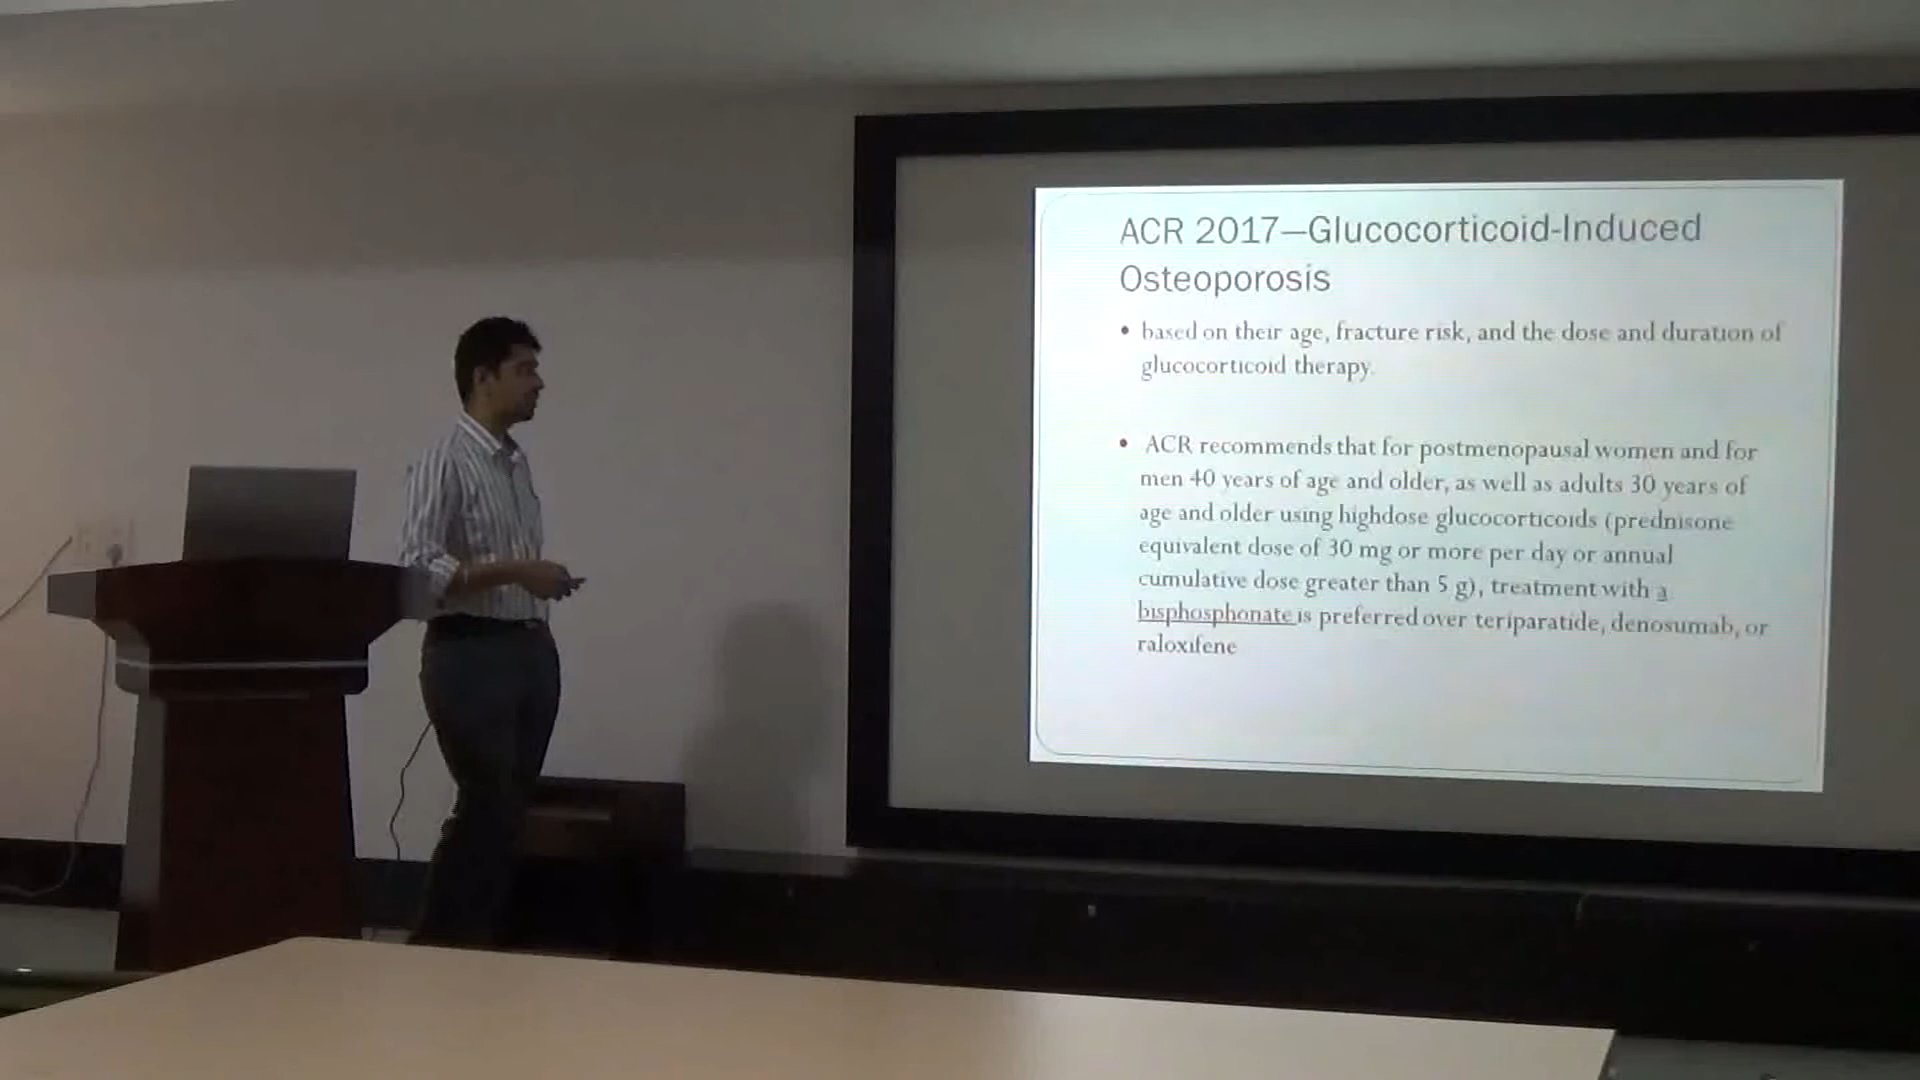 ACR 2017—Glucocorticoid-Induced
Osteoporosis
• based on their age, fracture risk, and the dose and duration of
glucocorticoid therapy.
• ACR recommends that for postmenopausal women and for
men 40 years of age and older, as well as adults 30 years of
age and older using highdose glucocorticoids (prednisone
equivalent dose of 30 mg or more per day or annual
cumulative dose greater than 5 g), treatment with a
bisphosphonate is preferred over teriparatide, denosumab, or
raloxifene